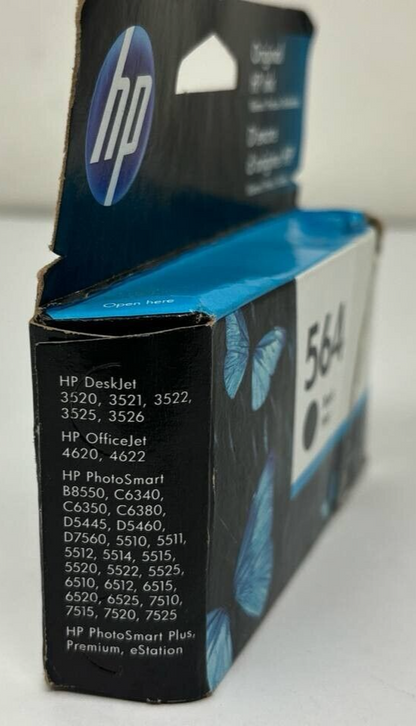 hp
Original
HP Ink
Open here
564
HP DeskJet
3520, 3521, 3522,
3525, 3526
HP OfficeJet
4620, 4622
HP PhotoSmart
B8550, C6340,
C6350, C6380,
D5445, D5460,
D7560, 5510, 5511,
5512, 5514, 5515,
5520, 5522, 5525,
6510, 6512, 6515,
6520, 6525, 7510,
7515, 7520, 7525
HP PhotoSmart Plus,
Premium, eStation